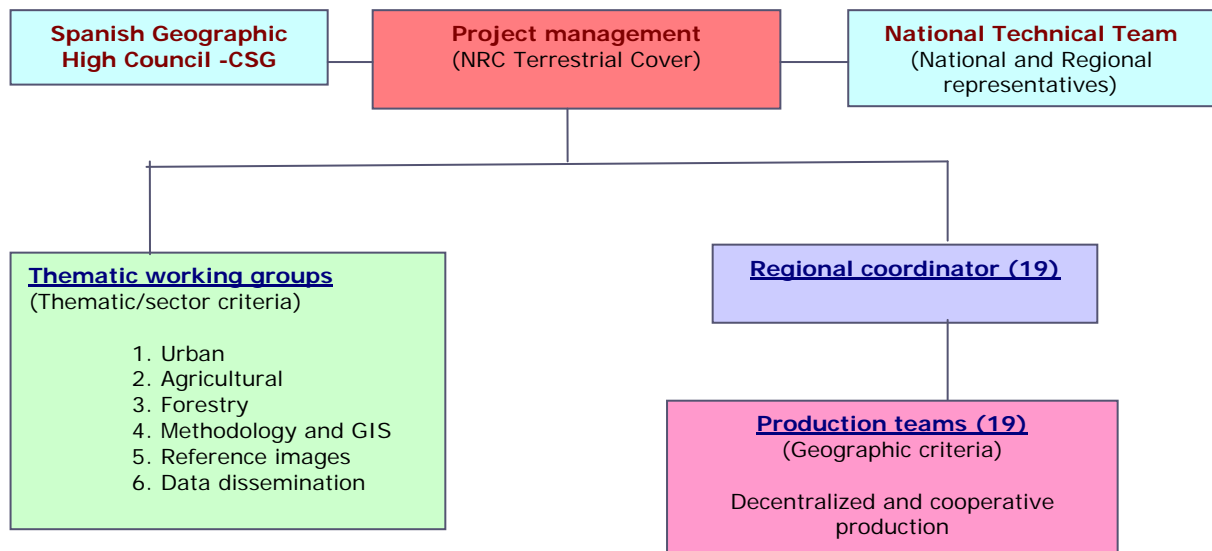 Spanish Geographic
High Council -CSG
Project management
(NRC Terrestrial Cover)
National Technical Team
(National and Regional
representatives)
Thematic working groups
(Thematic/sector criteria)
1. Urban
2. Agricultural
3. Forestry
4. Methodology and GIS
5. Reference images
6. Data dissemination
Regional coordinator (19)
Production teams (19)
(Geographic criteria)
Decentralized and cooperative
production